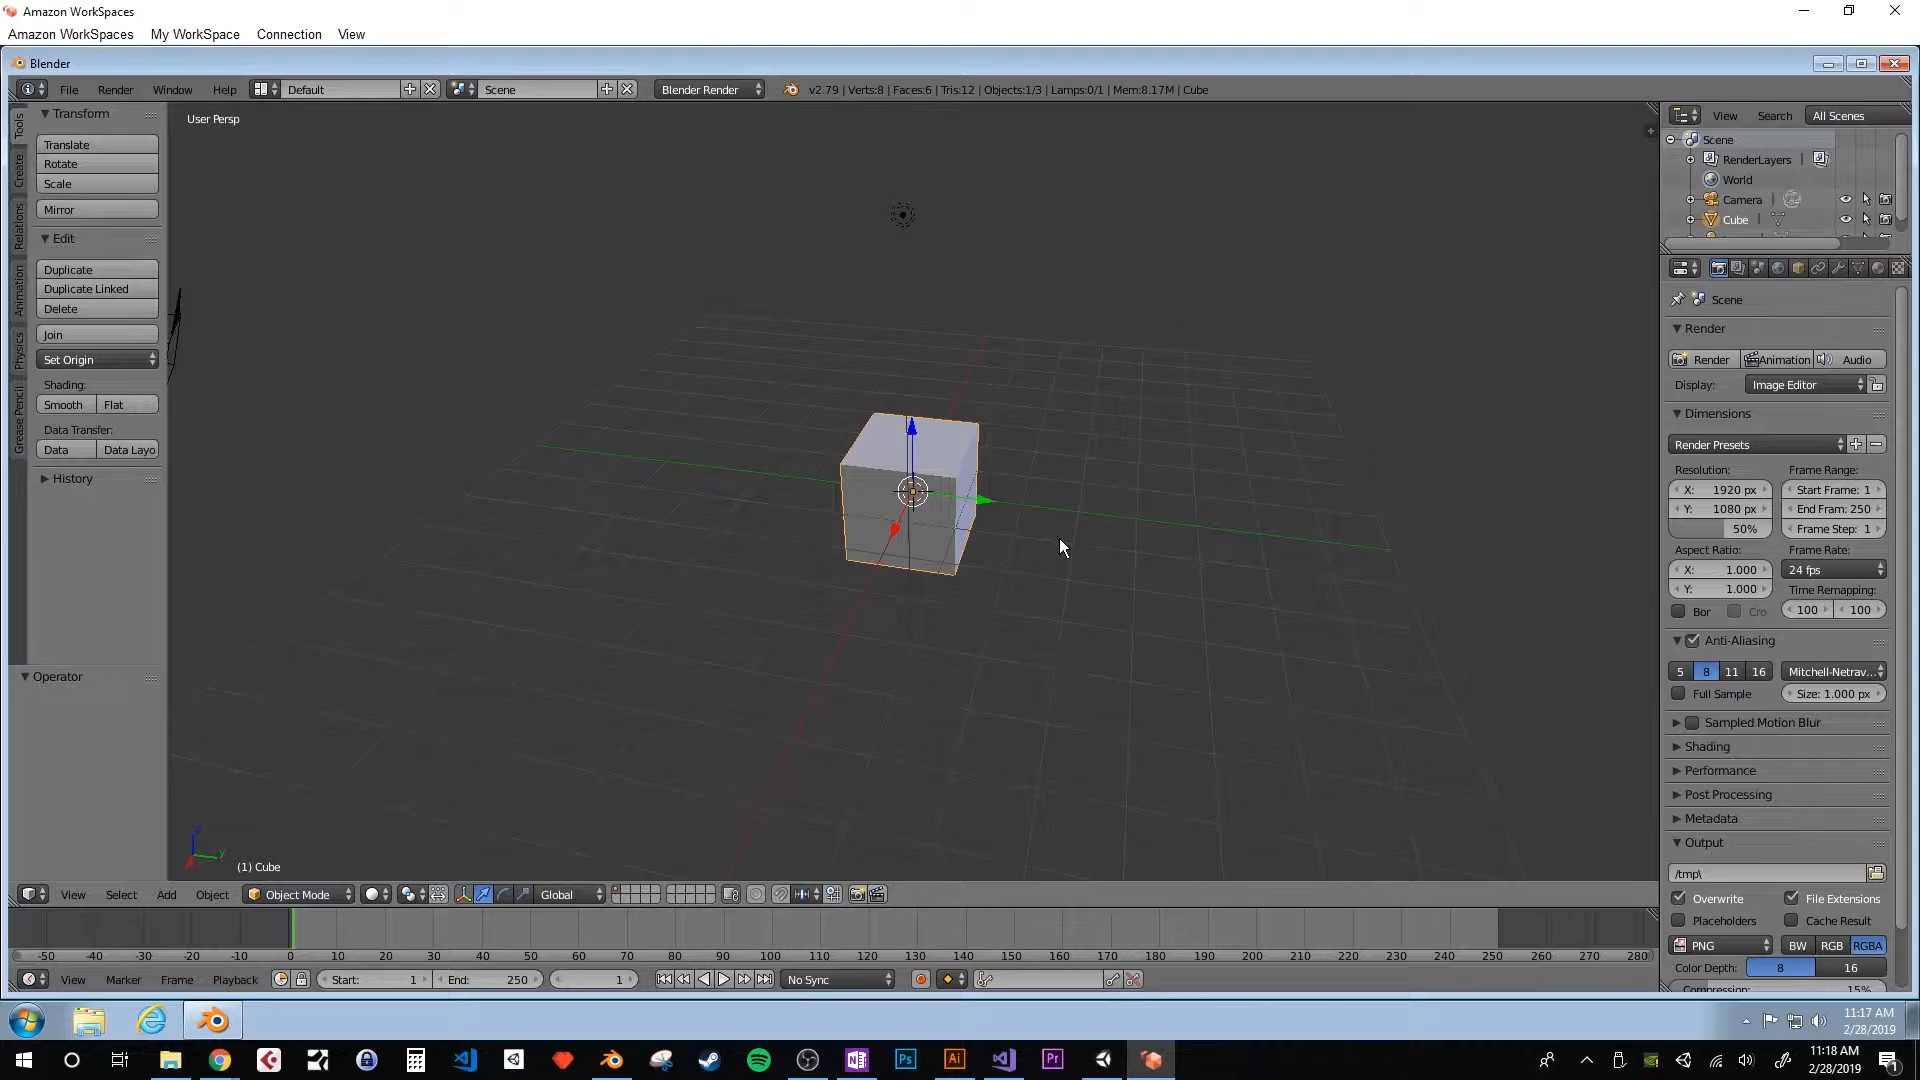 Amazon WorkSpaces
Amazon WorkSpaces My WorkSpace Connection View
Blender
File Render Window Help Default Scene Blender Render v2.79 | Verts:8 | Faces:6 | Tris:12 | Objects:1/3 | Lamps:0/1 | Mem:8.17M | Cube
Tools
Create
Relations
Animation
Physics
Grease Pencil
Transform
Translate
Rotate
Scale
Mirror
Edit
Duplicate
Duplicate Linked
Delete
Join
Set Origin
Shading:
Smooth Flat
Data Transfer:
Data Data Layo
History
Operator
User Persp
z
y
(1) Cube
View Search All Scenes
Scene
RenderLayers
World
Camera
Cube
Scene
Render
Render Animation Audio
Display: Image Editor
Dimensions
Render Presets
Resolution: Frame Range:
X: 1920 px Start Frame: 1
Y: 1080 px End Fram: 250
50% Frame Step: 1
Aspect Ratio: Frame Rate:
X: 1.000 24 fps
Y: 1.000 Time Remapping:
Bor Cro 100 100
Anti-Aliasing
5 8 11 16 Mitchell-Netrav...
Full Sample Size: 1.000 px
Sampled Motion Blur
Shading
Performance
Post Processing
Metadata
Output
/tmp\
Overwrite File Extensions
Placeholders Cache Result
PNG BW RGB RGBA
Color Depth: 8 16
Compression: 15%
View Select Add Object Object Mode Global
-50 -40 -30 -20 -10 0 10 20 30 40 50 60 70 80 90 100 110 120 130 140 150 160 170 180 190 200 210 220 230 240 250 260 270 280
View Marker Frame Playback Start: 1 End: 250 1 No Sync
11:17 AM
2/28/2019
Ps Ai Pr
11:18 AM
2/28/2019
1